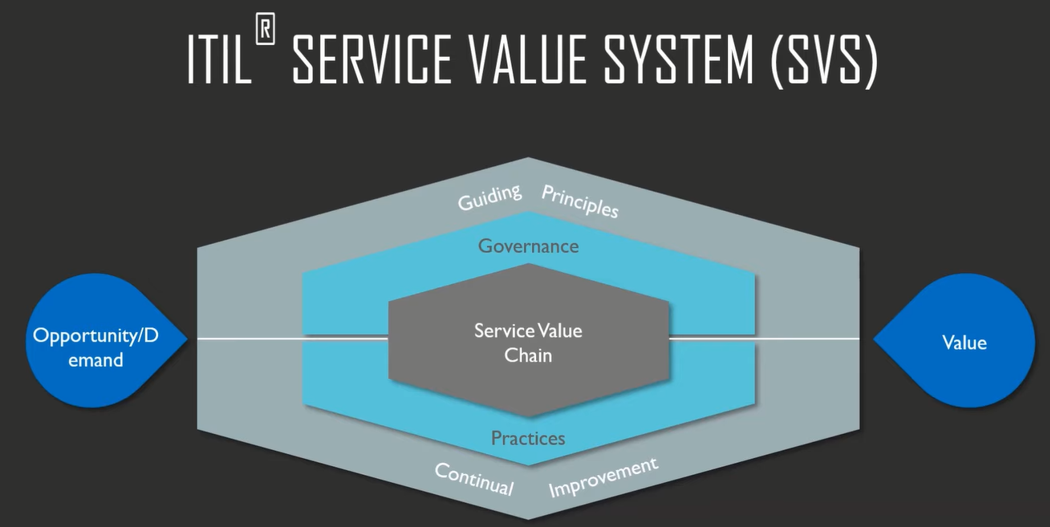 ITIL® SERVICE VALUE SYSTEM (SVS)
Guiding Principles
Governance
Opportunity/D
emand
Service Value
Chain
Value
Practices
Continual Improvement